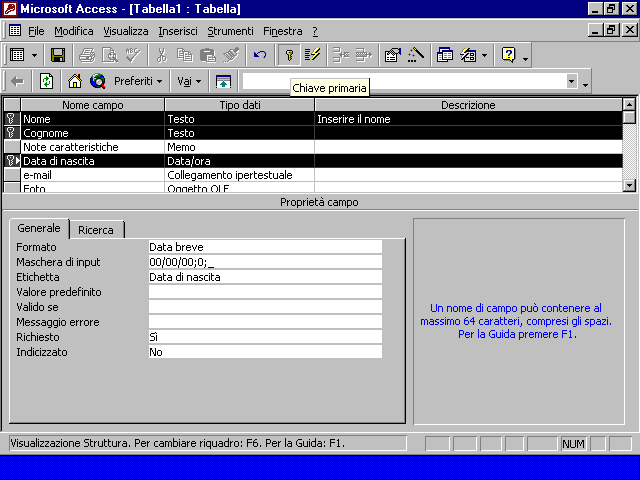 Microsoft Access - [Tabella1 : Tabella]
File Modifica Visualizza Inserisci Strumenti Finestra ?
Preferiti Vai
Chiave primaria
Nome campo Tipo dati Descrizione
Nome Testo Inserire il nome
Cognome Testo
Note caratteristiche Memo
Data di nascita Data/ora
e-mail Collegamento ipertestuale
Foto Oggetto OLE
Proprietà campo
Generale Ricerca
Formato Data breve
Maschera di input 00/00/00;0;_
Etichetta Data di nascita
Valore predefinito
Valido se
Messaggio errore
Richiesto Sì
Indicizzato No
Un nome di campo può contenere al
massimo 64 caratteri, compresi gli spazi.
Per la Guida premere F1.
Visualizzazione Struttura. Per cambiare riquadro: F6. Per la Guida: F1.
NUM